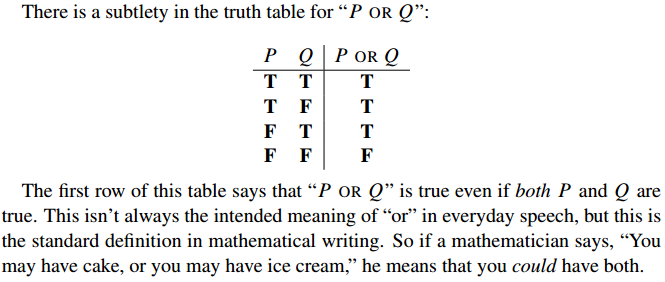 There is a subtlety in the truth table for “P OR Q”:
P Q P OR Q
T T T
T F T
F T T
F F F
The first row of this table says that “P OR Q” is true even if both P and Q are
true. This isn’t always the intended meaning of “or” in everyday speech, but this is
the standard definition in mathematical writing. So if a mathematician says, “You
may have cake, or you may have ice cream,” he means that you could have both.